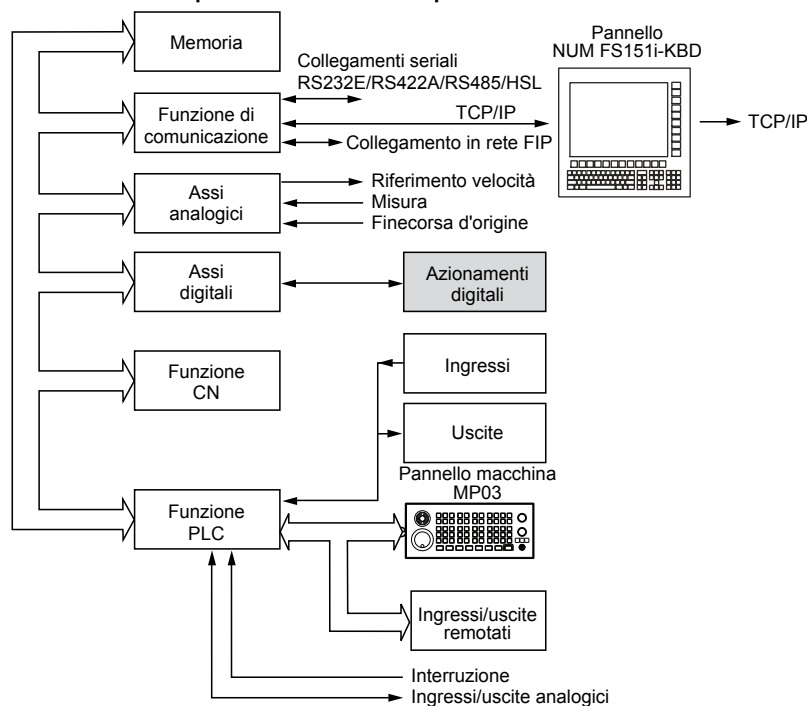 Memoria
Pannello
NUM FS151i-KBD
Collegamenti seriali
RS232E/RS422A/RS485/HSL
Funzione di
comunicazione
TCP/IP
TCP/IP
Collegamento in rete FIP
Assi
analogici
Riferimento velocità
Misura
Finecorsa d'origine
Assi
digitali
Azionamenti
digitali
Funzione
CN
Ingressi
Uscite
Pannello macchina
MP03
Funzione
PLC
Ingressi/uscite
remotati
Interruzione
Ingressi/uscite analogici